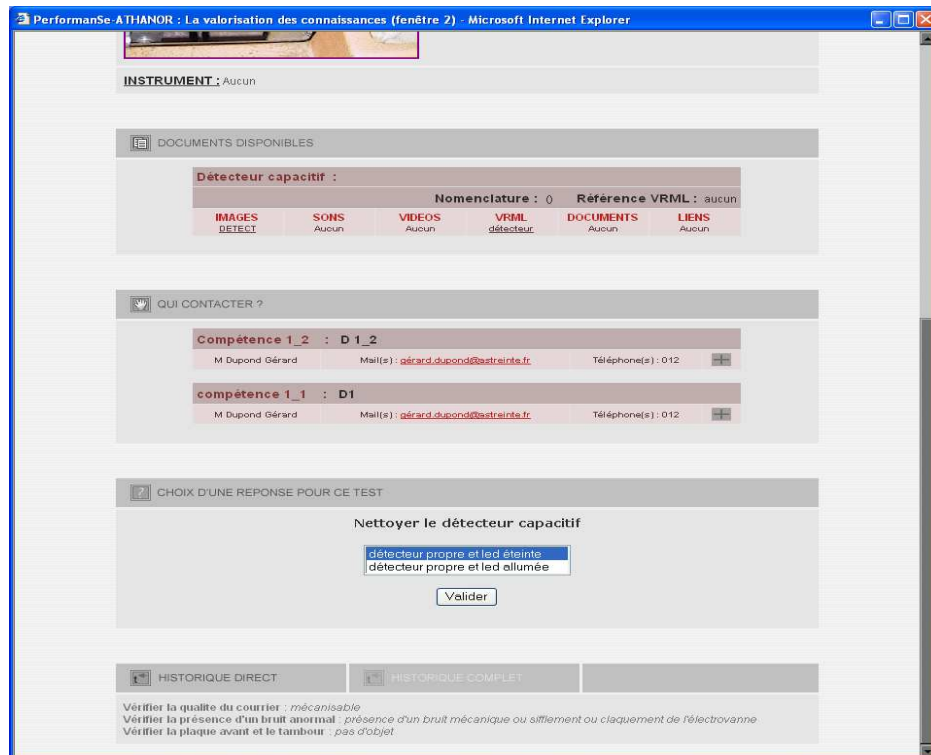 PerformanSe-ATHANOR : La valorisation des connaissances (fenêtre 2) - Microsoft Internet Explorer
INSTRUMENT : Aucun
DOCUMENTS DISPONIBLES
Détecteur capacitif :
Nomenclature : () Référence VRML : aucun
IMAGES SONS VIDEOS VRML DOCUMENTS LIENS
DETECT Aucun Aucun détecteur Aucun Aucun
QUI CONTACTER ?
Compétence 1_2 : D 1_2
M Dupond Gérard Mail(s) : gérard.dupond@astreinte.fr Téléphone(s) : 012
compétence 1_1 : D1
M Dupond Gérard Mail(s) : gérard.dupond@astreinte.fr Téléphone(s) : 012
CHOIX D'UNE REPONSE POUR CE TEST
Nettoyer le détecteur capacitif
détecteur propre et led éteinte
détecteur propre et led allumée
Valider
HISTORIQUE DIRECT HISTORIQUE COMPLET
Vérifier la qualite du courrier : mécanisable
Vérifier la présence d'un bruit anormal : présence d'un bruit mécanique ou sifflement ou claquement de l'électrovanne
Vérifier la plaque avant et le tambour : pas d'objet